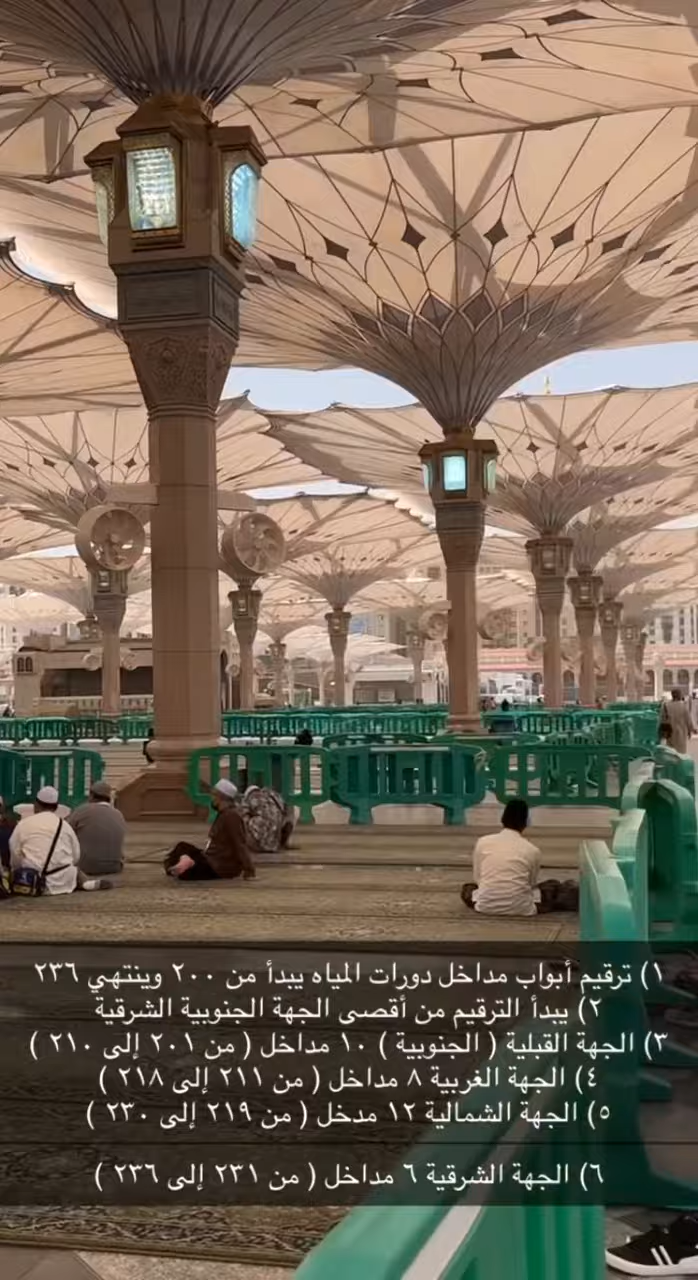 ١) ترقيم أبواب مداخل دورات المياه يبدأ من ٢٠٠ وينتهي ٢٣٦
٢) يبدأ الترقيم من أقصى الجهة الجنوبية الشرقية
٣) الجهة القبلية ( الجنوبية ) ١٠ مداخل ( من ٢٠١ إلى ٢١٠ )
٤) الجهة الغربية ٨ مداخل ( من ٢١١ إلى ٢١٨ )
٥) الجهة الشمالية ١٢ مدخل ( من ٢١٩ إلى ٢٣٠ )
٦) الجهة الشرقية ٦ مداخل ( من ٢٣١ إلى ٢٣٦ )